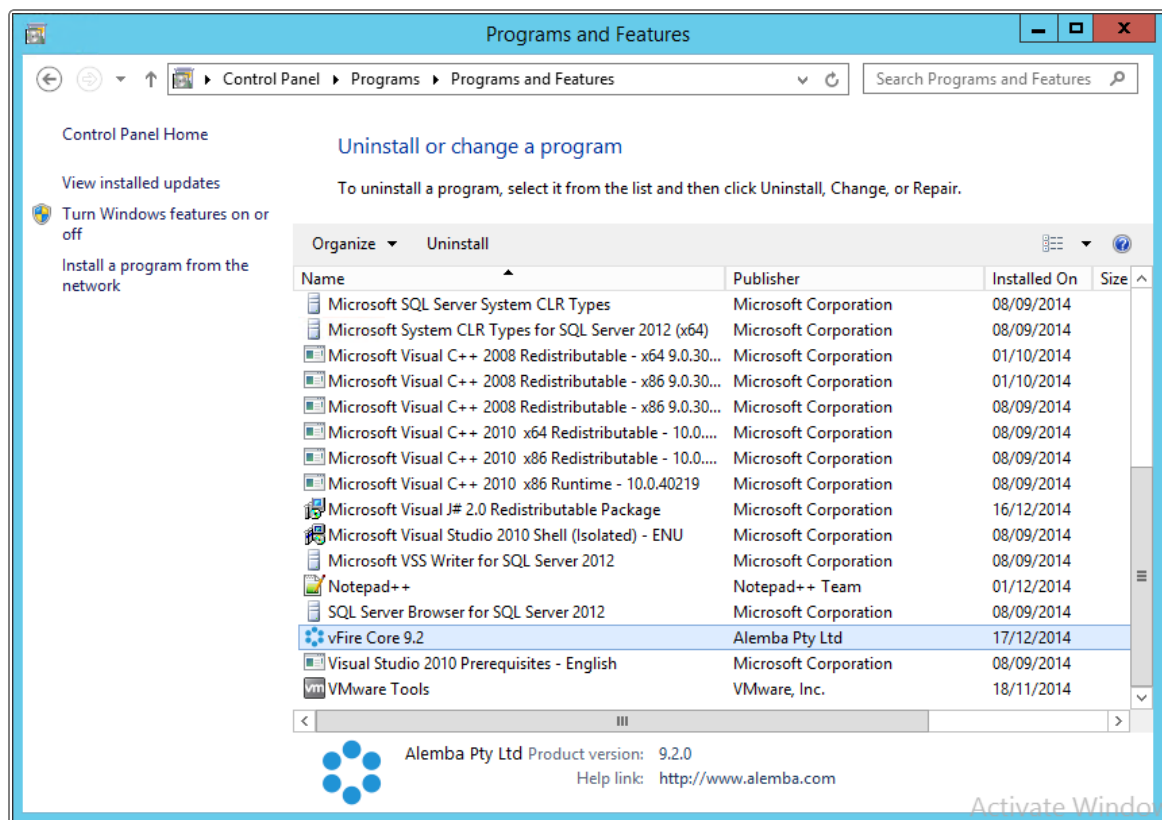 Programs and Features
Control Panel Programs Programs and Features
Search Programs and Features
Control Panel Home
View installed updates
Turn Windows features on or
off
Install a program from the
network
Uninstall or change a program
To uninstall a program, select it from the list and then click Uninstall, Change, or Repair.
Organize Uninstall
Name Publisher Installed On Size
Microsoft SQL Server System CLR Types Microsoft Corporation 08/09/2014
Microsoft System CLR Types for SQL Server 2012 (x64) Microsoft Corporation 08/09/2014
Microsoft Visual C++ 2008 Redistributable - x64 9.0.30... Microsoft Corporation 01/10/2014
Microsoft Visual C++ 2008 Redistributable - x86 9.0.30... Microsoft Corporation 01/10/2014
Microsoft Visual C++ 2008 Redistributable - x86 9.0.30... Microsoft Corporation 08/09/2014
Microsoft Visual C++ 2010 x64 Redistributable - 10.0.... Microsoft Corporation 08/09/2014
Microsoft Visual C++ 2010 x86 Redistributable - 10.0.... Microsoft Corporation 08/09/2014
Microsoft Visual C++ 2010 x86 Runtime - 10.0.40219 Microsoft Corporation 08/09/2014
Microsoft Visual J# 2.0 Redistributable Package Microsoft Corporation 16/12/2014
Microsoft Visual Studio 2010 Shell (Isolated) - ENU Microsoft Corporation 08/09/2014
Microsoft VSS Writer for SQL Server 2012 Microsoft Corporation 08/09/2014
Notepad++ Notepad++ Team 01/12/2014
SQL Server Browser for SQL Server 2012 Microsoft Corporation 08/09/2014
vFire Core 9.2 Alemba Pty Ltd 17/12/2014
Visual Studio 2010 Prerequisites - English Microsoft Corporation 08/09/2014
vm VMware Tools VMware, Inc. 18/11/2014
Alemba Pty Ltd Product version: 9.2.0
Help link: http://www.alemba.com
Activate Window